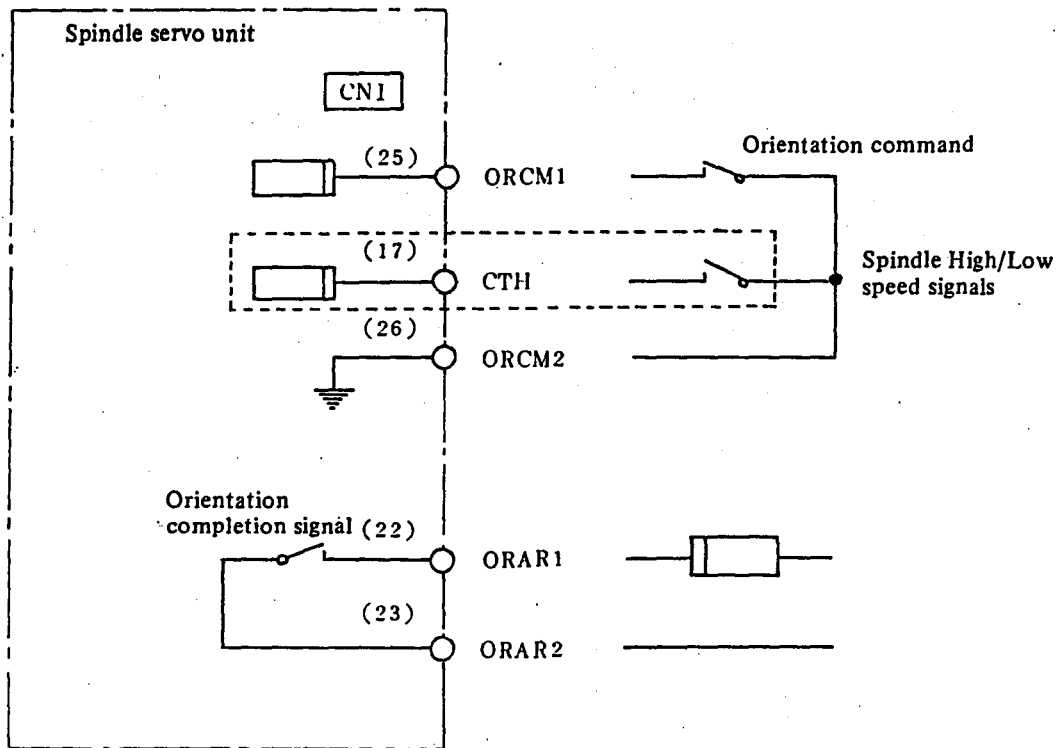 Spindle servo unit
CN1
(25)
ORCM1
Orientation command
(17)
CTH
Spindle High/Low
speed signals
(26)
ORCM2
Orientation
completion signal
(22)
ORAR1
(23)
ORAR2